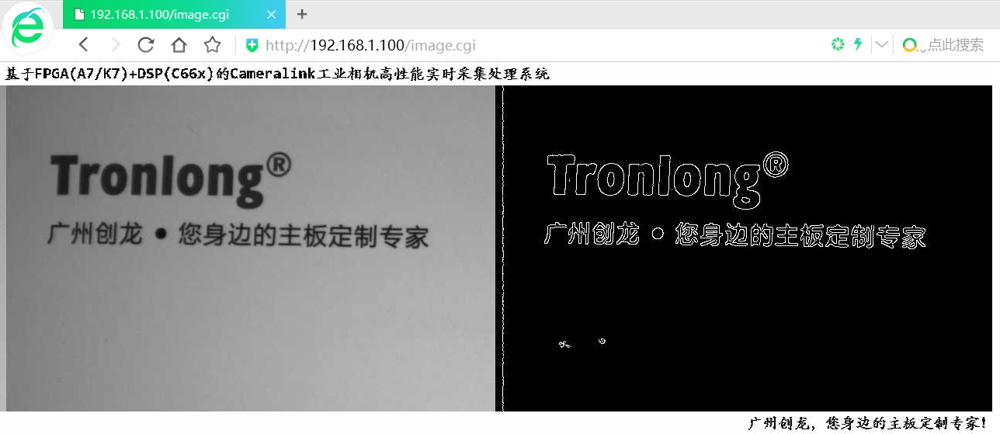 192.168.1.100/image.cgi
http://192.168.1.100/image.cgi
点此搜索
基于FPGA(A7/K7)+DSP(C66x)的Cameralink工业相机高性能实时采集处理系统
Tronlong®
广州创龙 ● 您身边的主板定制专家
Tronlong®
广州创龙 ● 您身边的主板定制专家
广州创龙，您身边的主板定制专家!